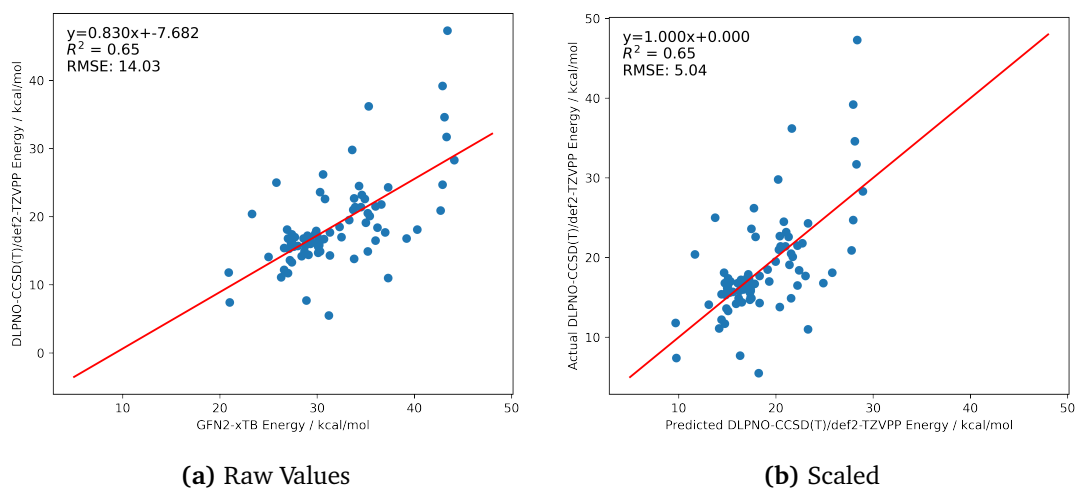 y=0.830x+-7.682
R² = 0.65
RMSE: 14.03
DLPNO-CCSD(T)/def2-TZVPP Energy / kcal/mol
40
30
20
10
0
10 20 30 40 50
GFN2-xTB Energy / kcal/mol
(a) Raw Values
y=1.000x+0.000
R² = 0.65
RMSE: 5.04
Actual DLPNO-CCSD(T)/def2-TZVPP Energy / kcal/mol
50
40
30
20
10
10 20 30 40 50
Predicted DLPNO-CCSD(T)/def2-TZVPP Energy / kcal/mol
(b) Scaled